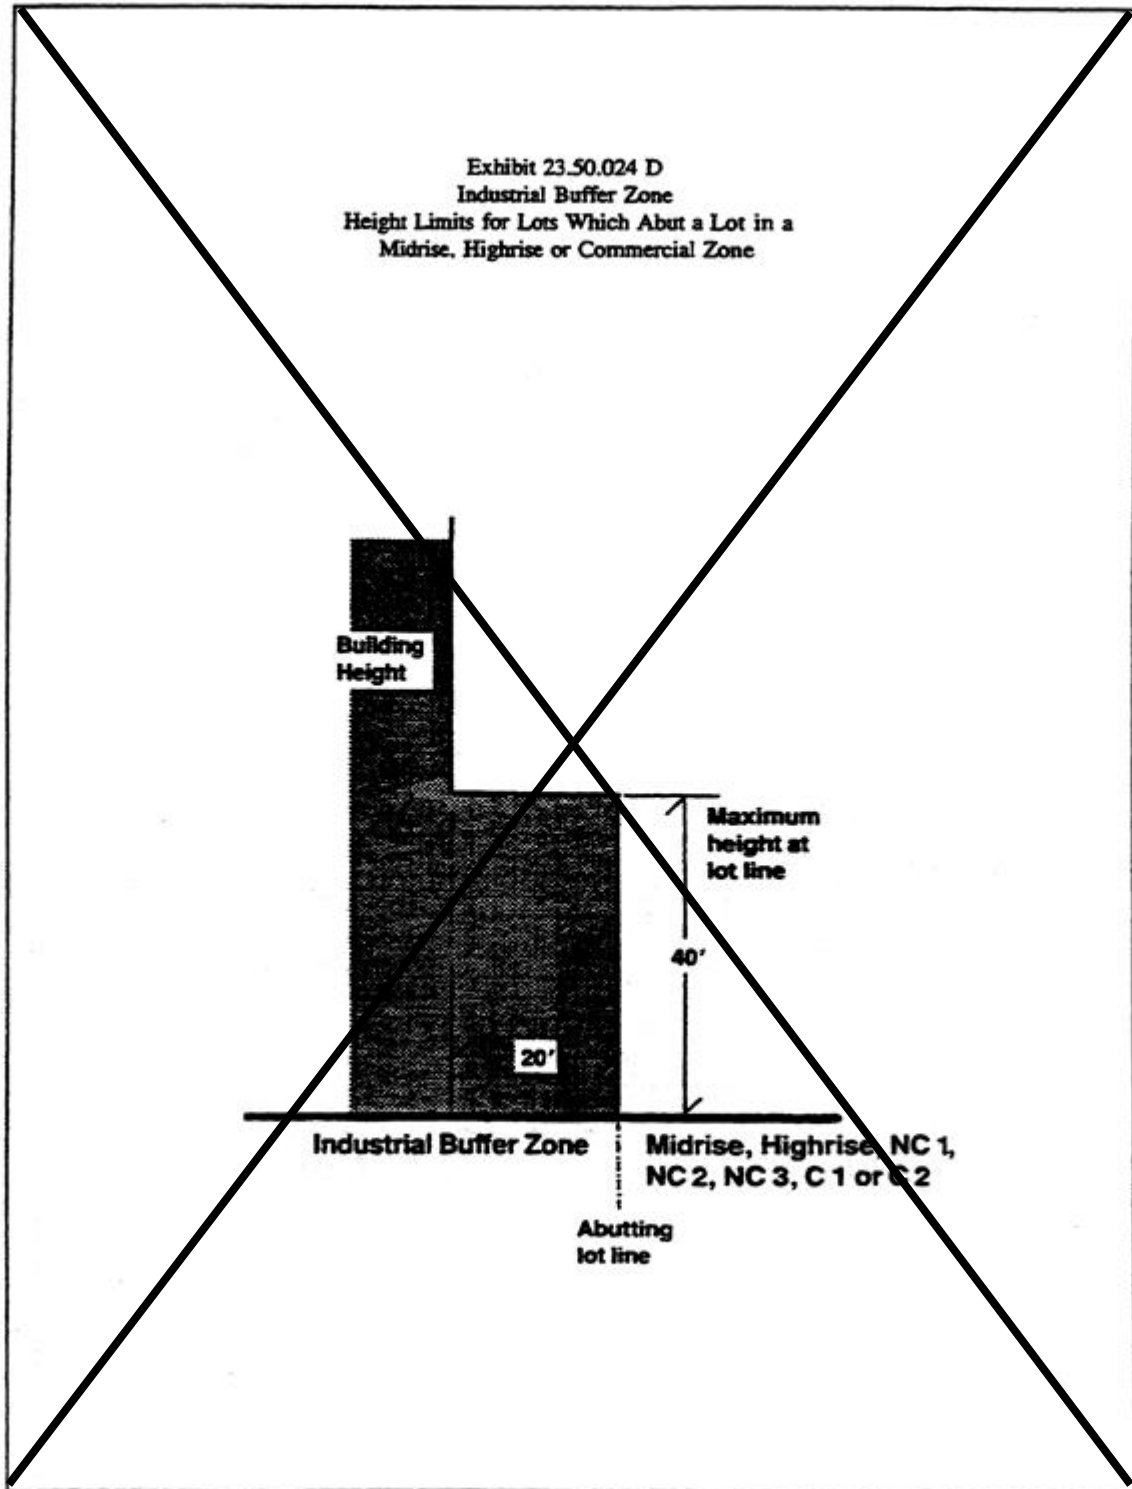 Exhibit 23.50.024 D
Industrial Buffer Zone
Height Limits for Lots Which Abut a Lot in a
Midrise, Highrise or Commercial Zone
Building
Height
Maximum
height at
lot line
40'
20'
Industrial Buffer Zone
Midrise, Highrise, NC 1,
NC 2, NC 3, C 1 or C 2
Abutting
lot line